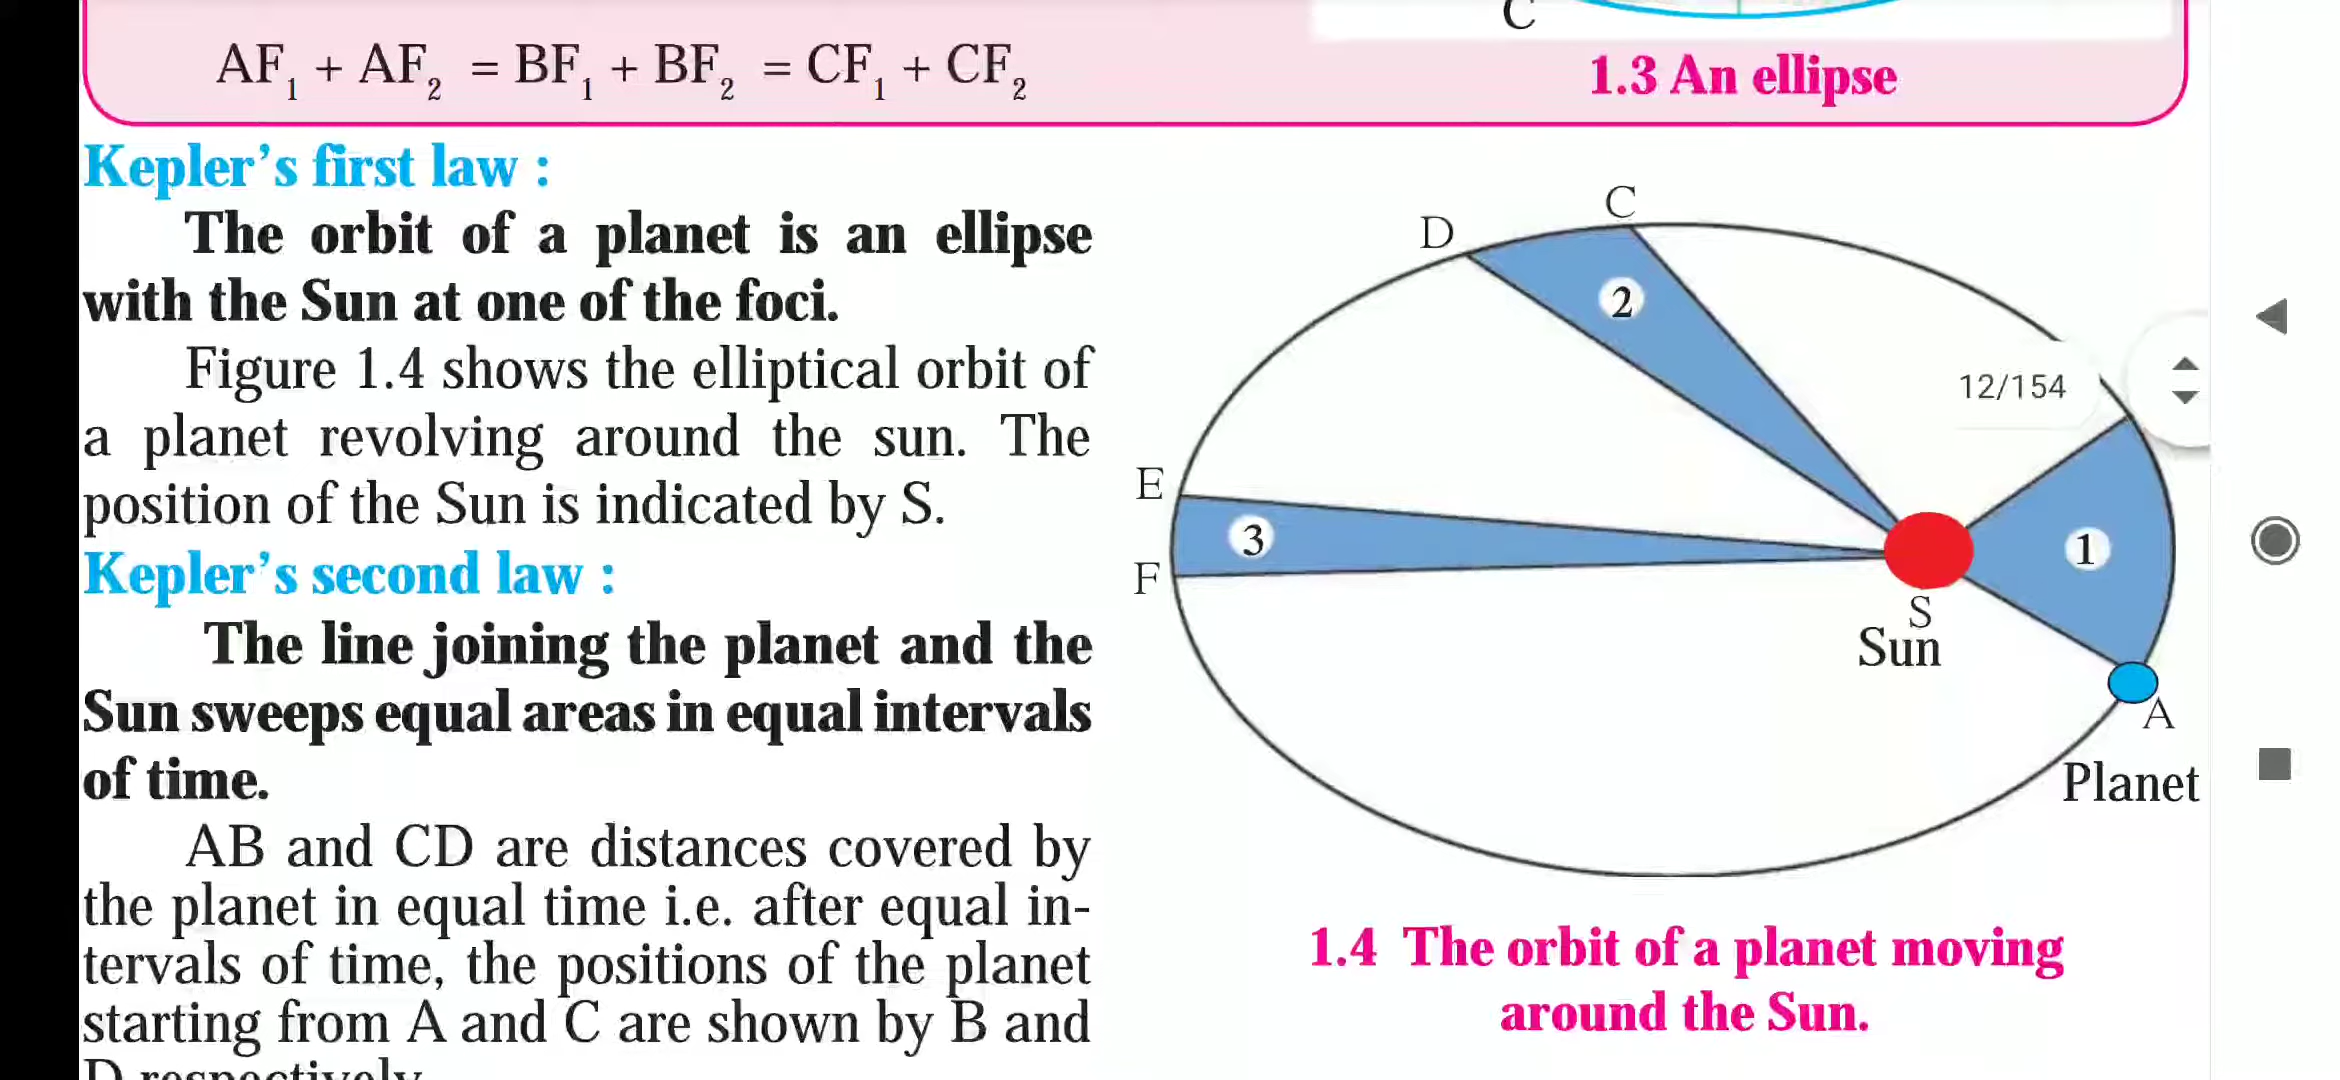 C
AF₁ + AF₂ = BF₁ + BF₂ = CF₁ + CF₂
1.3 An ellipse
Kepler’s first law :
The orbit of a planet is an ellipse
with the Sun at one of the foci.
Figure 1.4 shows the elliptical orbit of
a planet revolving around the sun. The
position of the Sun is indicated by S.
Kepler’s second law :
The line joining the planet and the
Sun sweeps equal areas in equal intervals
of time.
AB and CD are distances covered by
the planet in equal time i.e. after equal in-
tervals of time, the positions of the planet
starting from A and C are shown by B and
D respectively.
C
D
2
12/154
E
3
F
1
S
Sun
A
Planet
1.4 The orbit of a planet moving
around the Sun.